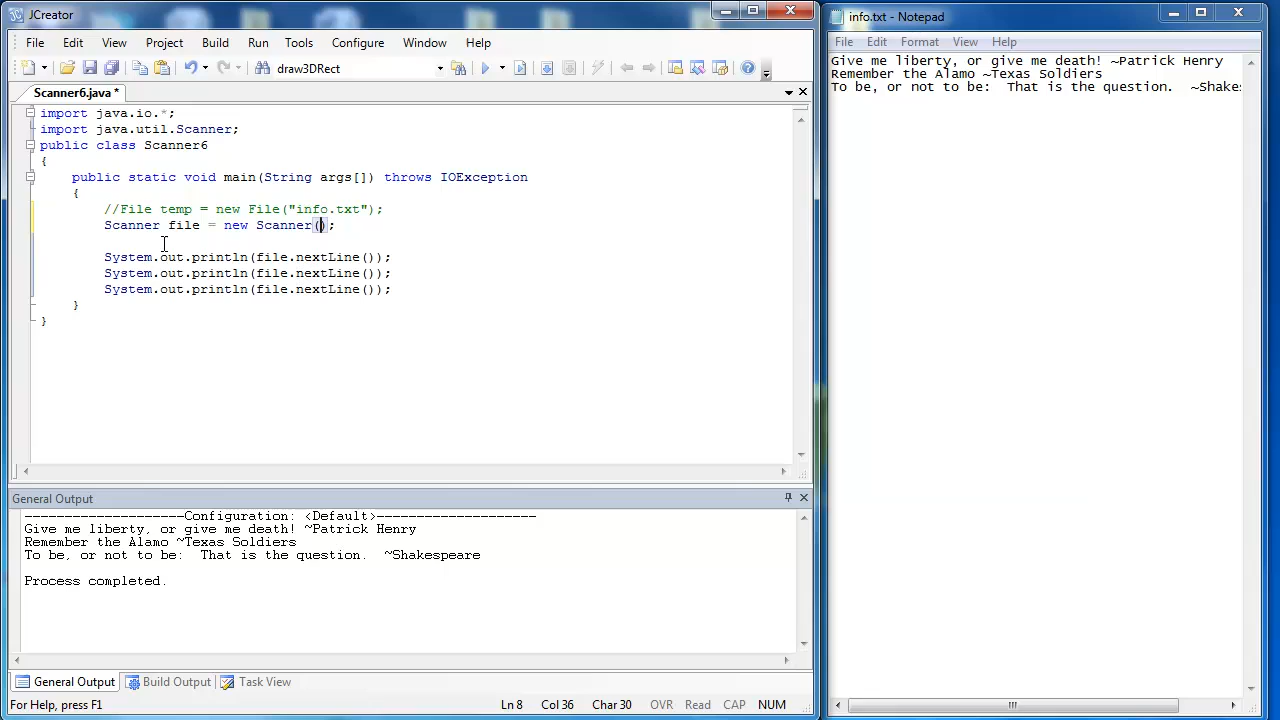 JCreator
File Edit View Project Build Run Tools Configure Window Help
draw3DRect
Scanner6.java *
import java.io.*;
import java.util.Scanner;
public class Scanner6
{
public static void main(String args[]) throws IOException
{
//File temp = new File("info.txt");
Scanner file = new Scanner();
System.out.println(file.nextLine());
System.out.println(file.nextLine());
System.out.println(file.nextLine());
}
}
General Output
--------------------Configuration: <Default>--------------------
Give me liberty, or give me death! ~Patrick Henry
Remember the Alamo ~Texas Soldiers
To be, or not to be:  That is the question.  ~Shakespeare
Process completed.
General Output Build Output Task View
For Help, press F1 Ln 8 Col 36 Char 30 OVR Read CAP NUM
info.txt - Notepad
File Edit Format View Help
Give me liberty, or give me death! ~Patrick Henry
Remember the Alamo ~Texas Soldiers
To be, or not to be:  That is the question.  ~Shakes